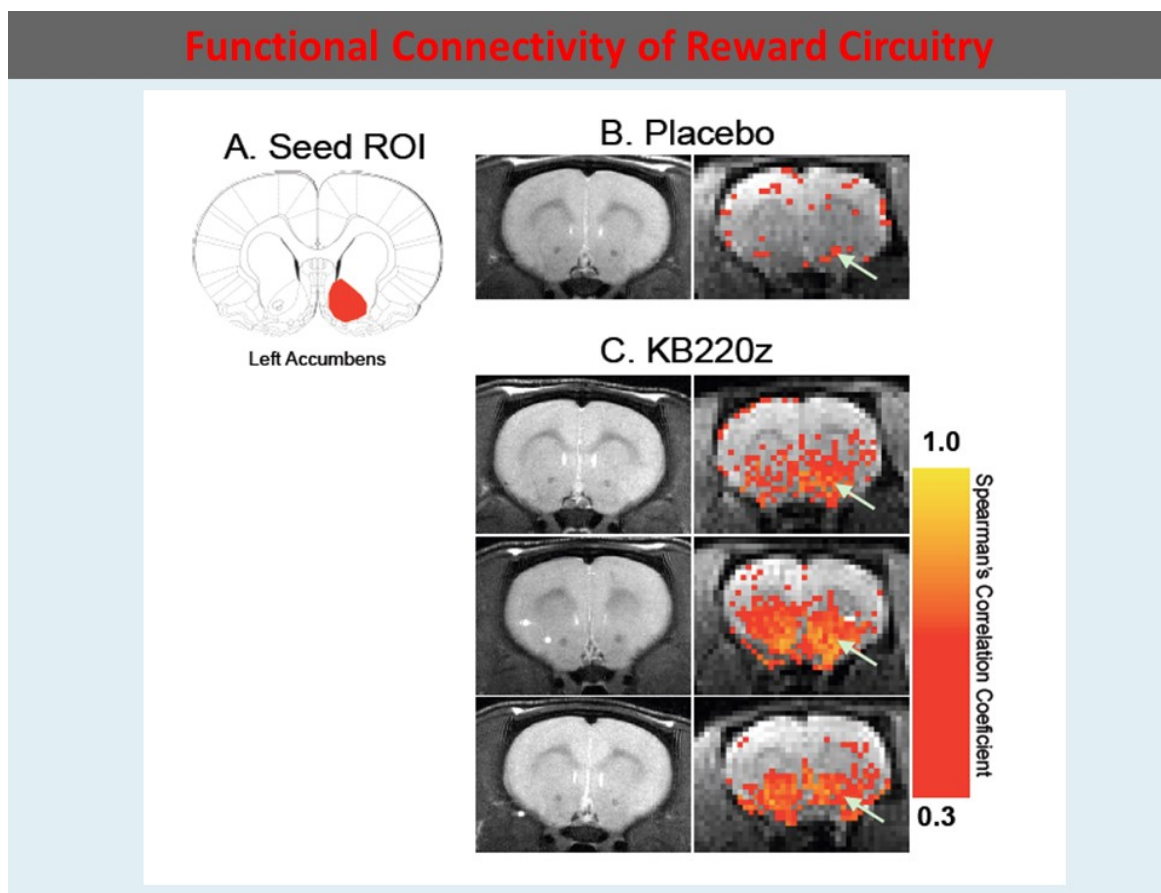 Functional Connectivity of Reward Circuitry
A. Seed ROI
Left Accumbens
B. Placebo
C. KB220z
1.0
Spearman's Correlation Coeficient
0.3